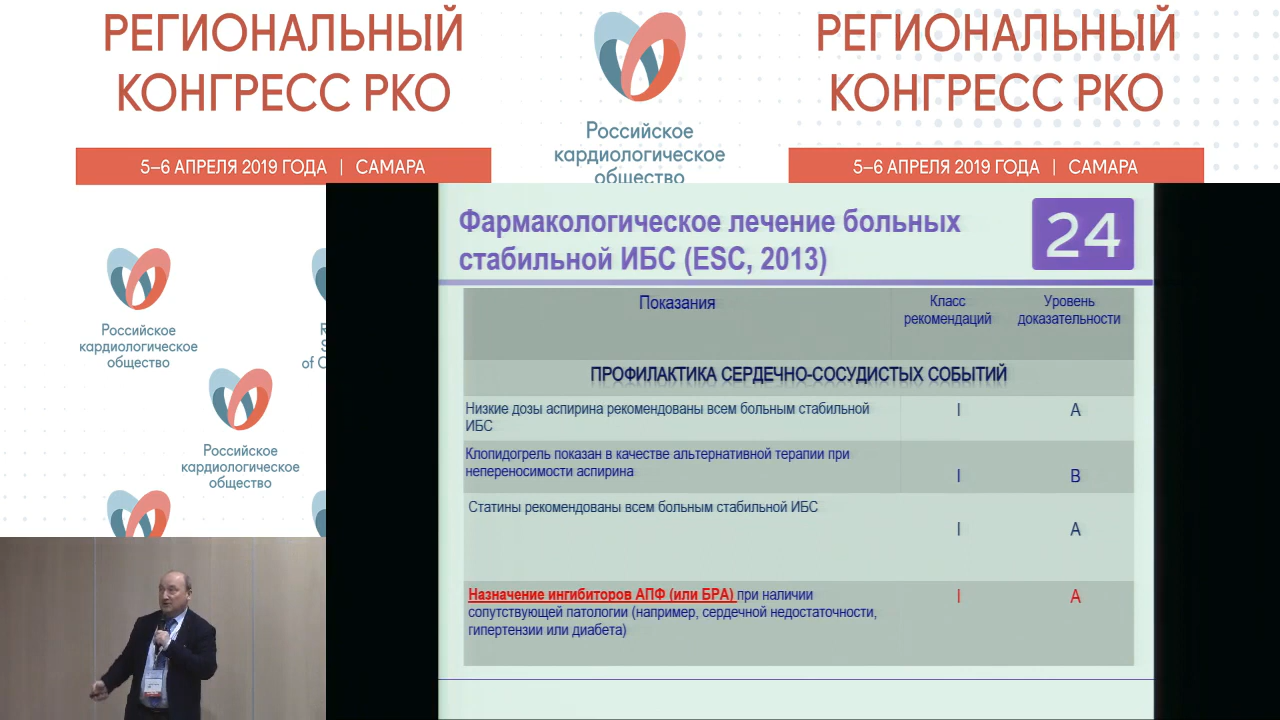 РЕГИОНАЛЬНЫЙ
КОНГРЕСС РКО
5–6 АПРЕЛЯ 2019 ГОДА | САМАРА
Российское
кардиологическое
общество
РЕГИОНАЛЬНЫЙ
КОНГРЕСС РКО
5–6 АПРЕЛЯ 2019 ГОДА | САМАРА
Российское
кардиологическое
общество
of C
Российское
кардиологическое
общество
Фармакологическое лечение больных
стабильной ИБС (ESC, 2013)
24
Показания
Класс
рекомендаций
Уровень
доказательности
ПРОФИЛАКТИКА СЕРДЕЧНО-СОСУДИСТЫХ СОБЫТИЙ
Низкие дозы аспирина рекомендованы всем больным стабильной
ИБС
I A
Клопидогрель показан в качестве альтернативной терапии при
непереносимости аспирина
I B
Статины рекомендованы всем больным стабильной ИБС
I A
Назначение ингибиторов АПФ (или БРА) при наличии
сопутствующей патологии (например, сердечной недостаточности,
гипертензии или диабета)
I A